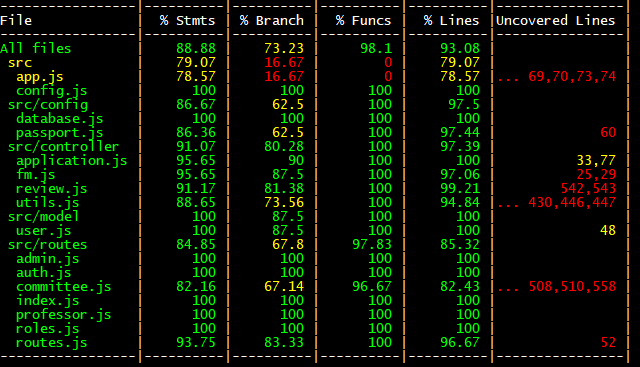 -----------------|----------|----------|----------|----------|----------------|
File             |  % Stmts | % Branch |  % Funcs |  % Lines |Uncovered Lines |
-----------------|----------|----------|----------|----------|----------------|
All files        |    88.88 |    73.23 |     98.1 |    93.08 |                |
 src             |    79.07 |    16.67 |        0 |    79.07 |                |
  app.js         |    78.57 |    16.67 |        0 |    78.57 |... 69,70,73,74 |
  config.js      |      100 |      100 |      100 |      100 |                |
 src/config      |    86.67 |     62.5 |      100 |     97.5 |                |
  database.js    |      100 |      100 |      100 |      100 |                |
  passport.js    |    86.36 |     62.5 |      100 |    97.44 |             60 |
 src/controller  |    91.07 |    80.28 |      100 |    97.39 |                |
  application.js |    95.65 |       90 |      100 |      100 |          33,77 |
  fm.js          |    95.65 |     87.5 |      100 |    97.06 |          25,29 |
  review.js      |    91.17 |    81.38 |      100 |    99.21 |        542,543 |
  utils.js       |    88.65 |    73.56 |      100 |    94.84 |... 430,446,447 |
 src/model       |      100 |     87.5 |      100 |      100 |                |
  user.js        |      100 |     87.5 |      100 |      100 |             48 |
 src/routes      |    84.85 |     67.8 |    97.83 |    85.32 |                |
  admin.js       |      100 |      100 |      100 |      100 |                |
  auth.js        |      100 |      100 |      100 |      100 |                |
  committee.js   |    82.16 |    67.14 |    96.67 |    82.43 |... 508,510,558 |
  index.js       |      100 |      100 |      100 |      100 |                |
  professor.js   |      100 |      100 |      100 |      100 |                |
  roles.js       |      100 |      100 |      100 |      100 |                |
  routes.js      |    93.75 |    83.33 |      100 |    96.67 |             52 |
-----------------|----------|----------|----------|----------|----------------|